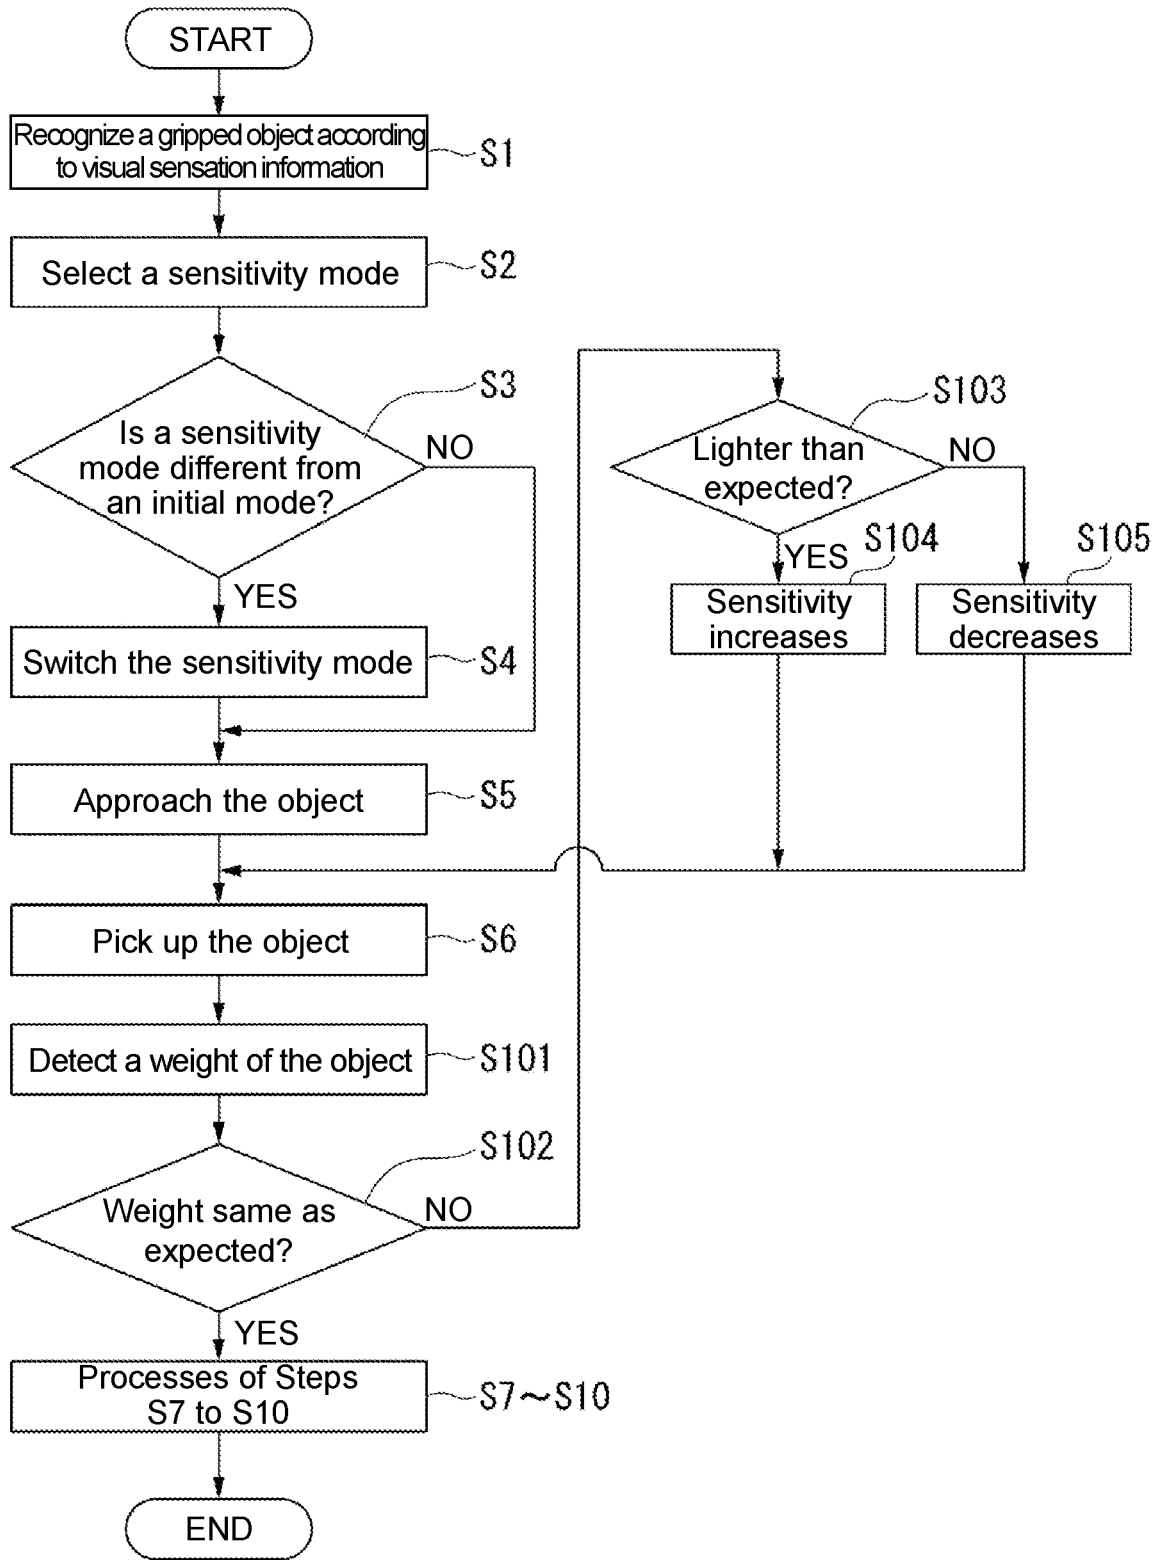 START
Recognize a gripped object according
to visual sensation information
S1
Select a sensitivity mode
S2
Is a sensitivity
mode different from
an initial mode?
S3
NO
YES
Switch the sensitivity mode
S4
Approach the object
S5
Pick up the object
S6
Detect a weight of the object
S101
Weight same as
expected?
S102
NO
YES
Processes of Steps
S7 to S10
S7〜S10
END
Lighter than
expected?
S103
NO
YES
Sensitivity
increases
S104
Sensitivity
decreases
S105